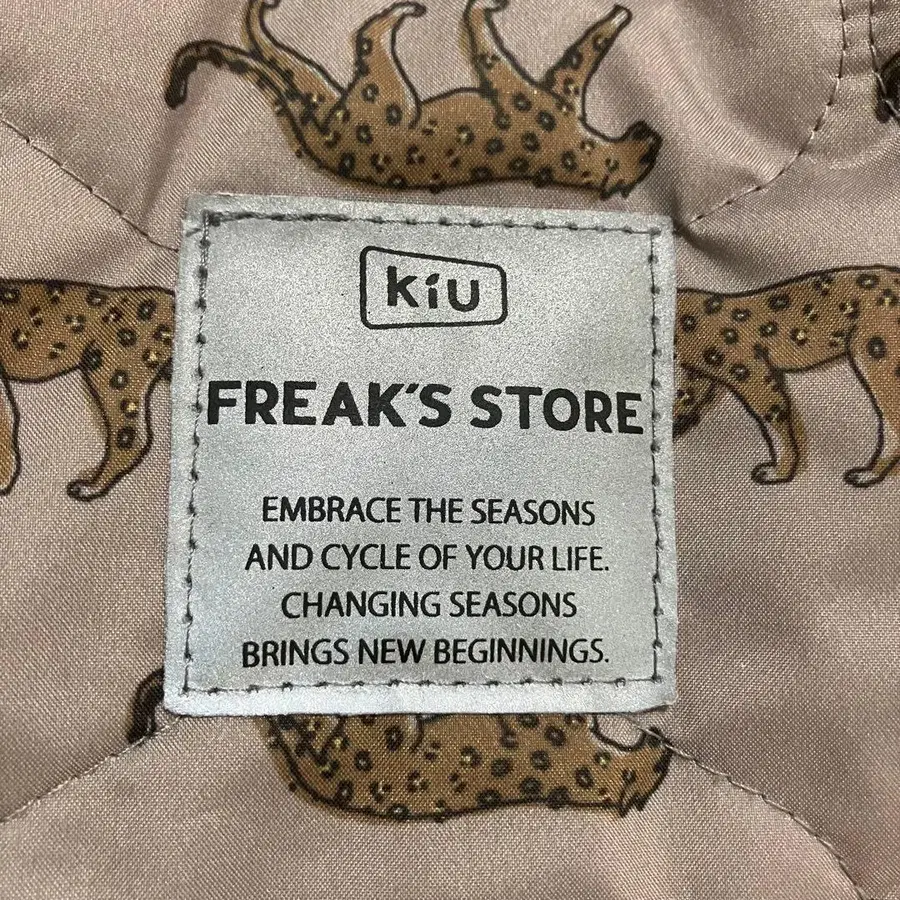 kiU
FREAK'S STORE
EMBRACE THE SEASONS
AND CYCLE OF YOUR LIFE.
CHANGING SEASONS
BRINGS NEW BEGINNINGS.